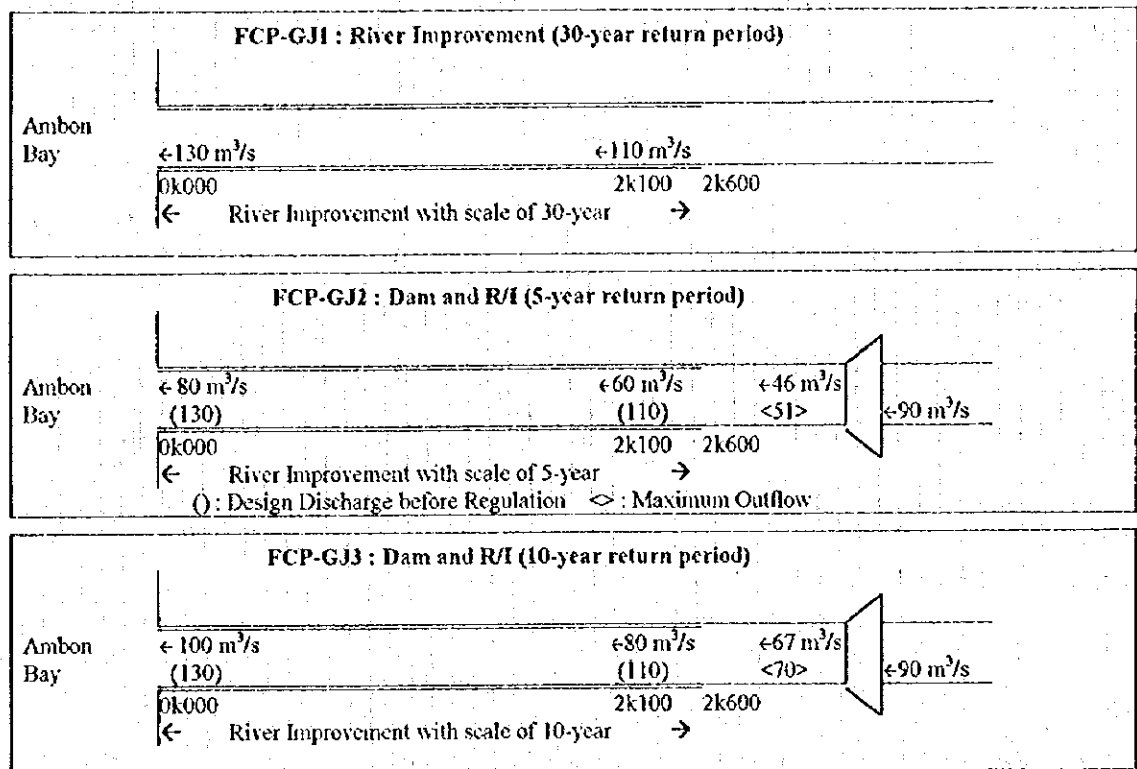 FCP-GJ1 : River Improvement (30-year return period)
Ambon
Bay
←130 m³/s ←110 m³/s
0k000 2k100 2k600
← River Improvement with scale of 30-year →
FCP-GJ2 : Dam and R/I (5-year return period)
Ambon
Bay
←80 m³/s ←60 m³/s ←46 m³/s
(130) (110) <51> ←90 m³/s
0k000 2k100 2k600
← River Improvement with scale of 5-year →
() : Design Discharge before Regulation <> : Maximum Outflow
FCP-GJ3 : Dam and R/I (10-year return period)
Ambon
Bay
←100 m³/s ←80 m³/s ←67 m³/s
(130) (110) <70> ←90 m³/s
0k000 2k100 2k600
← River Improvement with scale of 10-year →